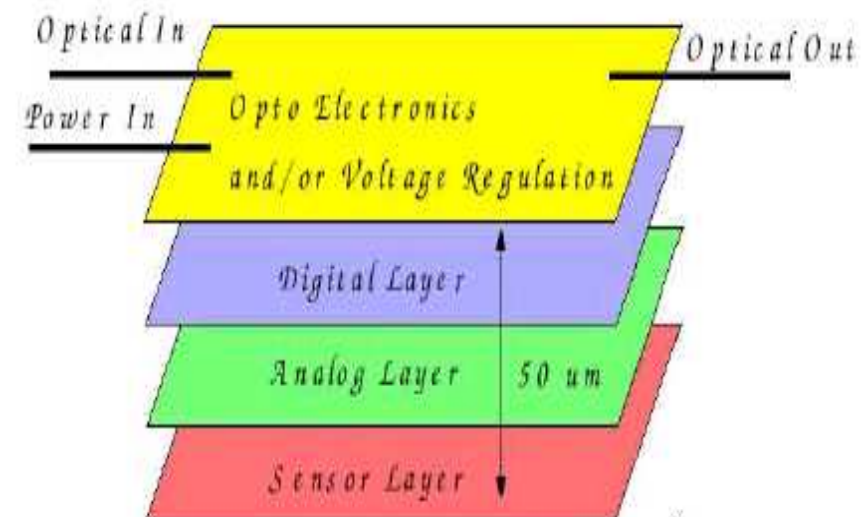 Optical In
Optical Out
Power In
Opto Electronics
and/or Voltage Regulation
Digital Layer
Analog Layer
50 um
Sensor Layer